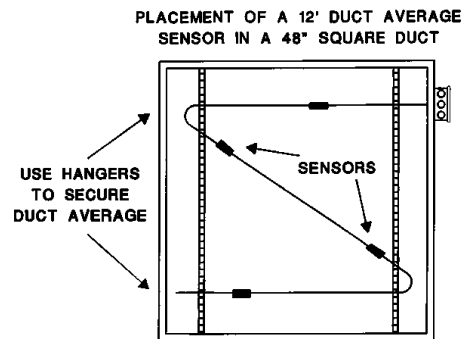 PLACEMENT OF A 12' DUCT AVERAGE
SENSOR IN A 48" SQUARE DUCT
USE HANGERS
TO SECURE
DUCT AVERAGE
SENSORS